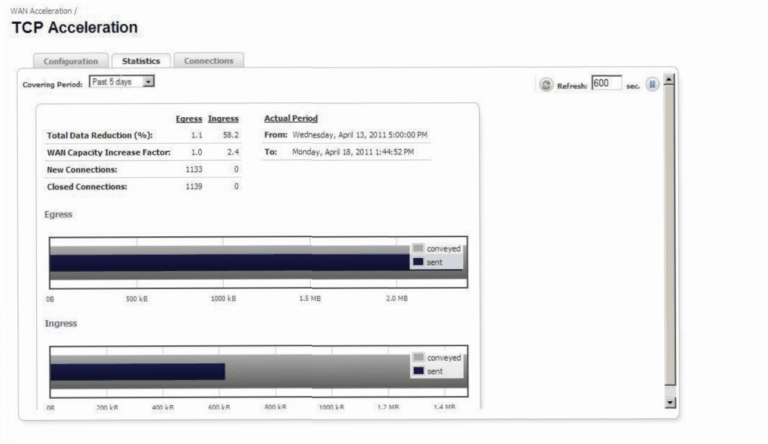 WAN Acceleration /
TCP Acceleration
Configuration Statistics Connections
Covering Period: Past 5 days
Refresh: 600 sec.
Egress Ingress Actual Period
Total Data Reduction (%): 1.1 58.2 From: Wednesday, April 13, 2011 5:00:00 PM
WAN Capacity Increase Factor: 1.0 2.4 To: Monday, April 18, 2011 1:44:52 PM
New Connections: 1133 0
Closed Connections: 1139 0
Egress
conveyed
sent
0B 500 kB 1000 kB 1.5 MB 2.0 MB
Ingress
conveyed
sent
0B 200 kB 400 kB 600 kB 800 kB 1000 kB 1.2 MB 1.4 MB